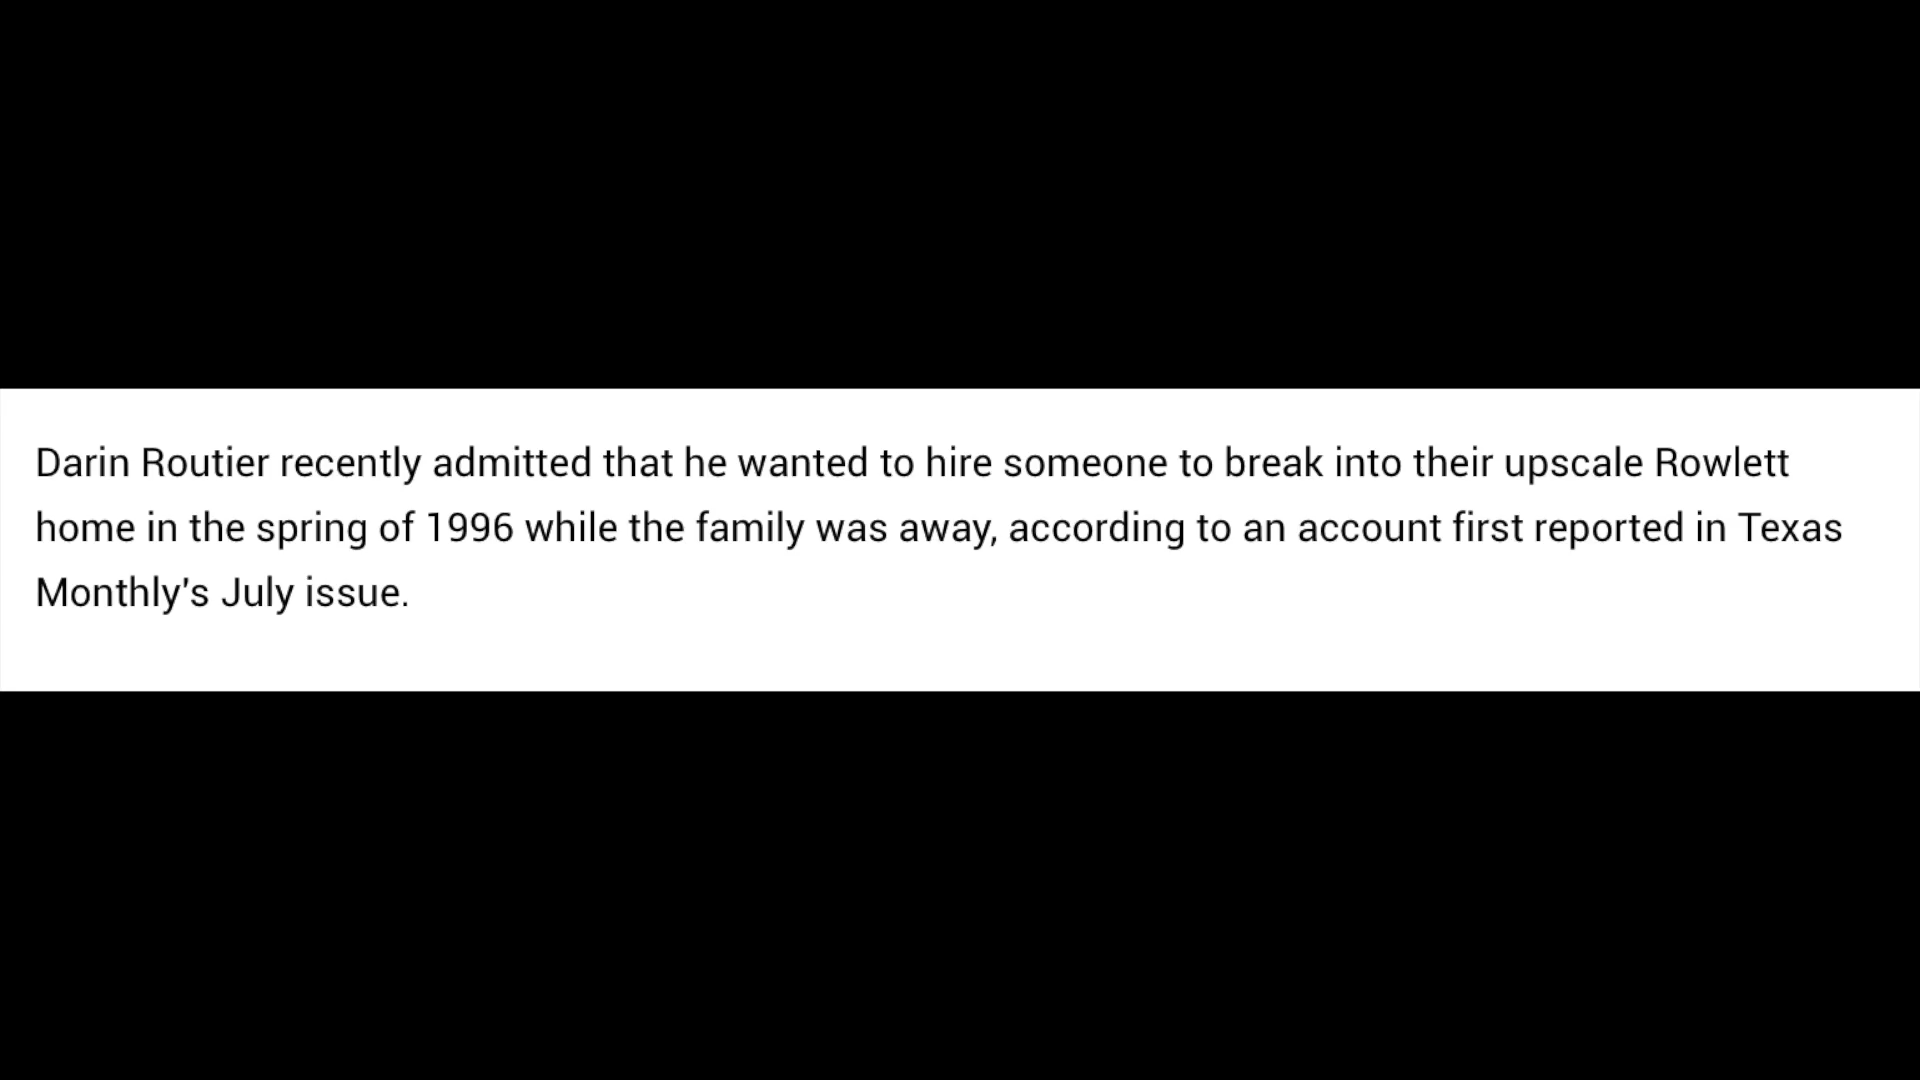 Darin Routier recently admitted that he wanted to hire someone to break into their upscale Rowlett
home in the spring of 1996 while the family was away, according to an account first reported in Texas
Monthly's July issue.